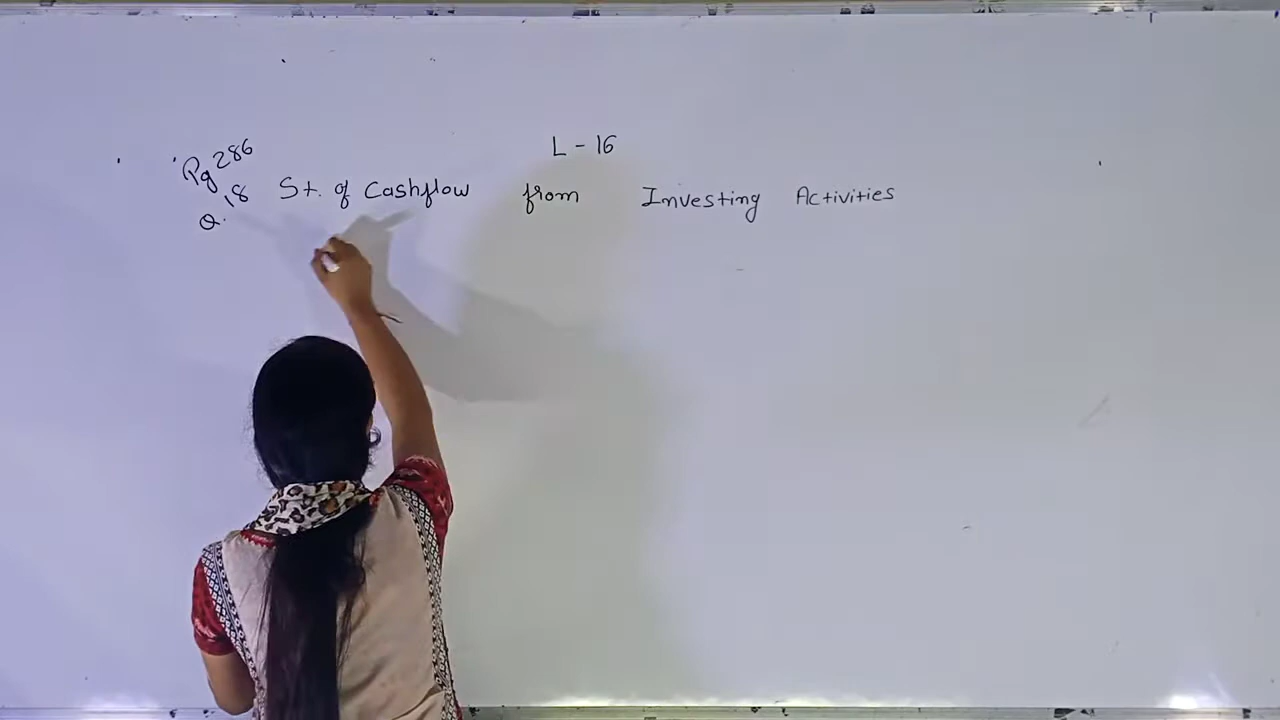 L - 16
Pg 286
Q. 18 St. of Cashflow from Investing Activities